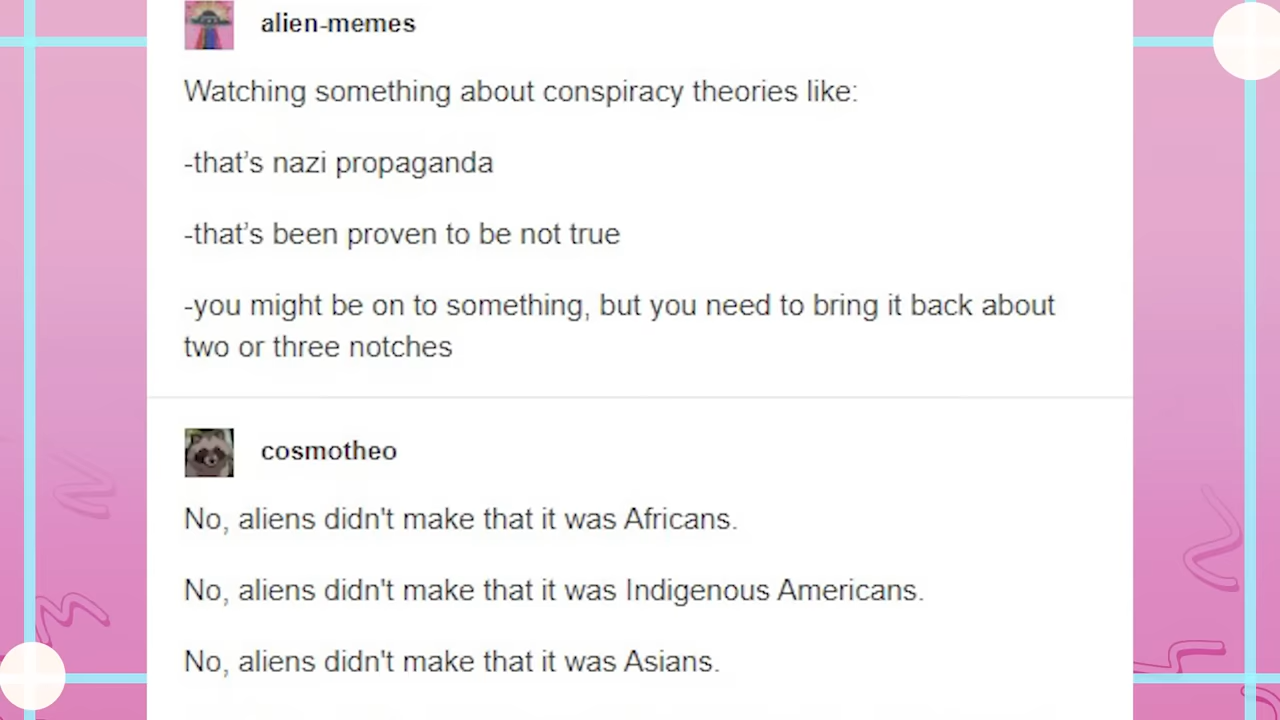 alien-memes
Watching something about conspiracy theories like:
-that’s nazi propaganda
-that’s been proven to be not true
-you might be on to something, but you need to bring it back about
two or three notches
cosmotheo
No, aliens didn't make that it was Africans.
No, aliens didn't make that it was Indigenous Americans.
No, aliens didn't make that it was Asians.